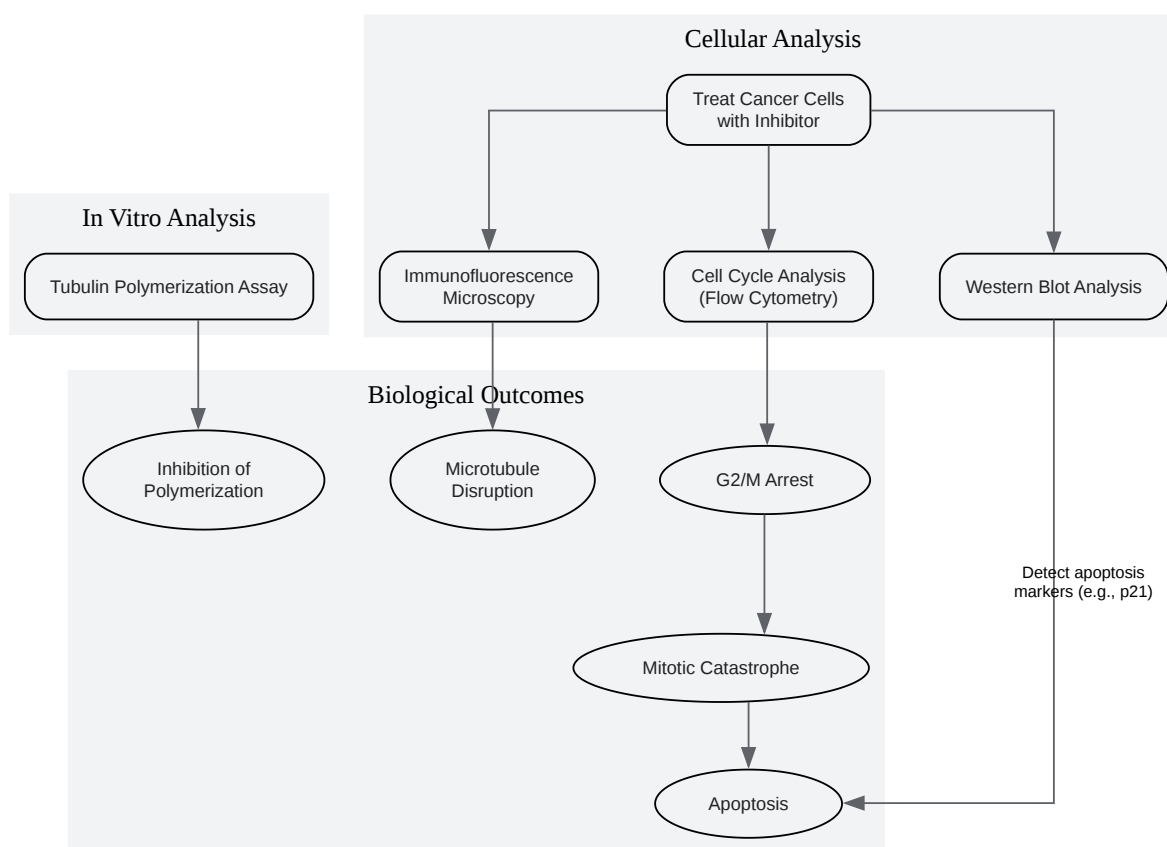 Cellular Analysis
Treat Cancer Cells
with Inhibitor
In Vitro Analysis
Tubulin Polymerization Assay
Immunofluorescence
Microscopy
Cell Cycle Analysis
(Flow Cytometry)
Western Blot Analysis
Biological Outcomes
Inhibition of
Polymerization
Microtubule
Disruption
G2/M Arrest
Detect apoptosis
markers (e.g., p21)
Mitotic Catastrophe
Apoptosis